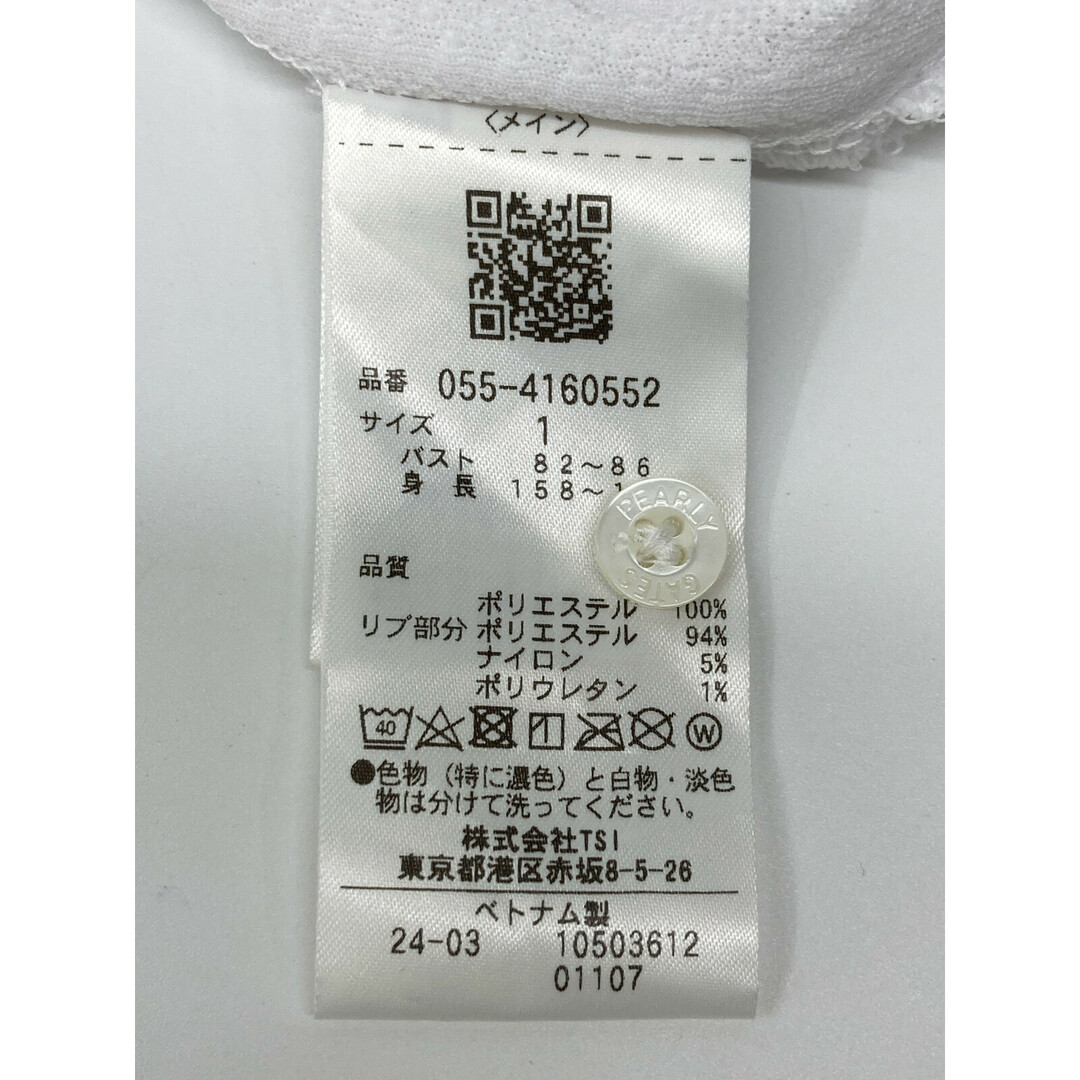 〈メイン〉
品番 055-4160552
サイズ 1
バスト 82～86
身長 158～1
PEARLY GATES
品質
ポリエステル 100%
リブ部分 ポリエステル 94%
ナイロン 5%
ポリウレタン 1%
40
W
●色物（特に濃色）と白物・淡色
物は分けて洗ってください。
株式会社TSI
東京都港区赤坂8-5-26
ベトナム製
24-03 10503612
01107